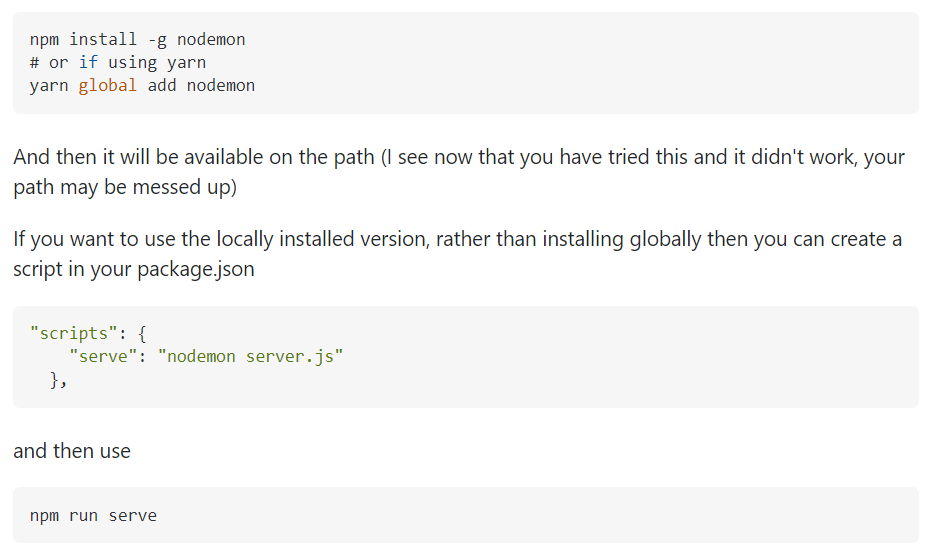 npm install -g nodemon
# or if using yarn
yarn global add nodemon
And then it will be available on the path (I see now that you have tried this and it didn't work, your
path may be messed up)
If you want to use the locally installed version, rather than installing globally then you can create a
script in your package.json
"scripts": {
    "serve": "nodemon server.js"
  },
and then use
npm run serve